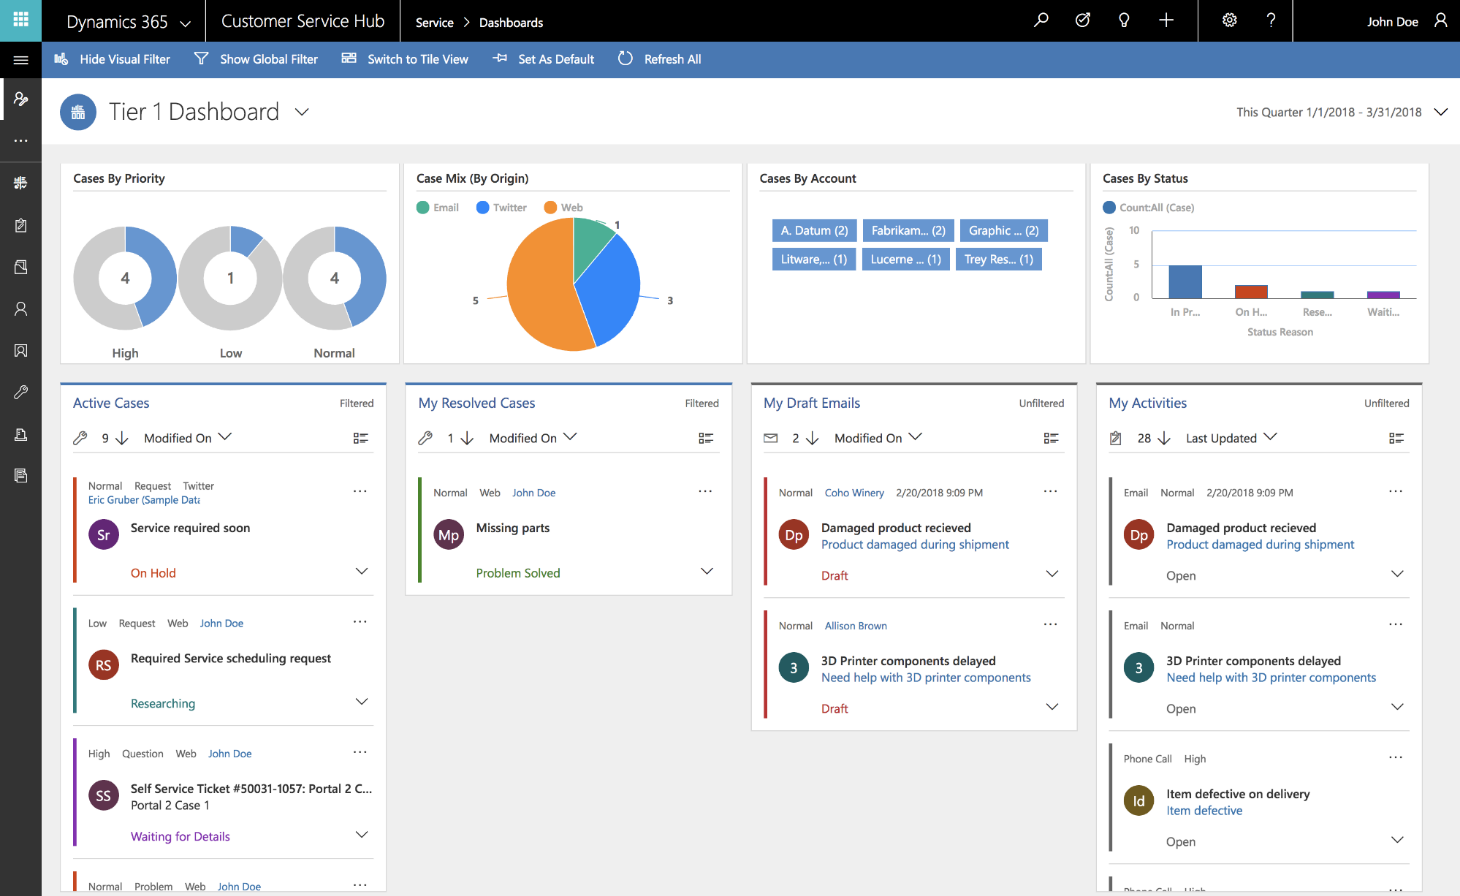 Dynamics 365
Customer Service Hub
Service > Dashboards
?
John Doe
Hide Visual Filter
Show Global Filter
Switch to Tile View
Set As Default
Refresh All
Tier 1 Dashboard
This Quarter 1/1/2018 - 3/31/2018
Cases By Priority
4
1
4
High
Low
Normal
Case Mix (By Origin)
Email
Twitter
Web
1
5
3
Cases By Account
A. Datum (2)
Fabrikam... (2)
Graphic ... (2)
Litware,... (1)
Lucerne ... (1)
Trey Res... (1)
Cases By Status
Count:All (Case)
Count:All (Case)
10
5
0
In Pr...
On H...
Rese...
Waiti...
Status Reason
Active Cases
Filtered
9
Modified On
Normal Request Twitter
Eric Gruber (Sample Data
Sr
Service required soon
On Hold
Low Request Web John Doe
RS
Required Service scheduling request
Researching
High Question Web John Doe
SS
Self Service Ticket #50031-1057: Portal 2 C...
Portal 2 Case 1
Waiting for Details
Normal Problem Web John Doe
My Resolved Cases
Filtered
1
Modified On
Normal Web John Doe
Mp
Missing parts
Problem Solved
My Draft Emails
Unfiltered
2
Modified On
Normal Coho Winery 2/20/2018 9:09 PM
Dp
Damaged product recieved
Product damaged during shipment
Draft
Normal Allison Brown
3
3D Printer components delayed
Need help with 3D printer components
Draft
My Activities
Unfiltered
28
Last Updated
Email Normal 2/20/2018 9:09 PM
Dp
Damaged product recieved
Product damaged during shipment
Open
Email Normal
3
3D Printer components delayed
Need help with 3D printer components
Open
Phone Call High
Id
Item defective on delivery
Item defective
Open
Phone Call High